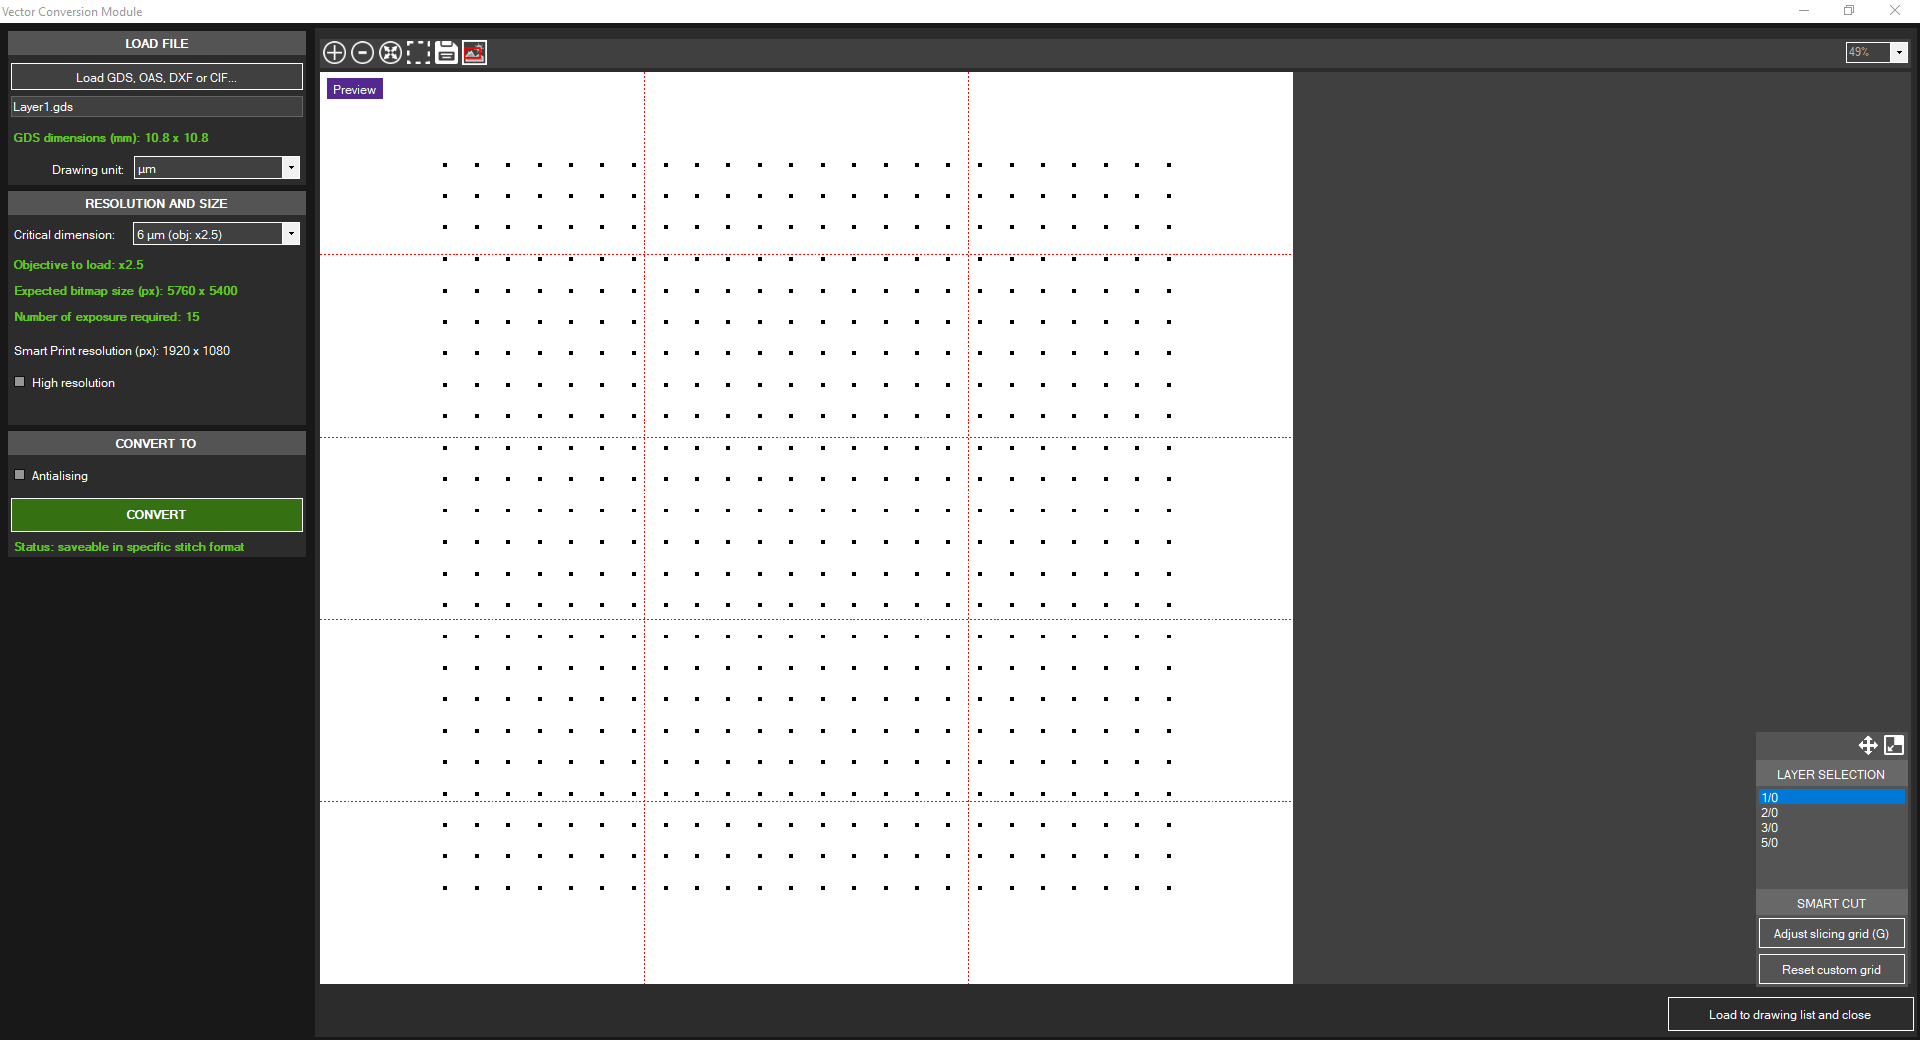 Vector Conversion Module
LOAD FILE
Load GDS, OAS, DXF or CIF...
Layer1.gds
GDS dimensions (mm): 10.8 x 10.8
Drawing unit: µm
RESOLUTION AND SIZE
Critical dimension: 6 µm (obj: x2.5)
Objective to load: x2.5
Expected bitmap size (px): 5760 x 5400
Number of exposure required: 15
Smart Print resolution (px): 1920 x 1080
High resolution
CONVERT TO
Antialising
CONVERT
Status: saveable in specific stitch format
49%
Preview
LAYER SELECTION
1/0
2/0
3/0
5/0
SMART CUT
Adjust slicing grid (G)
Reset custom grid
Load to drawing list and close